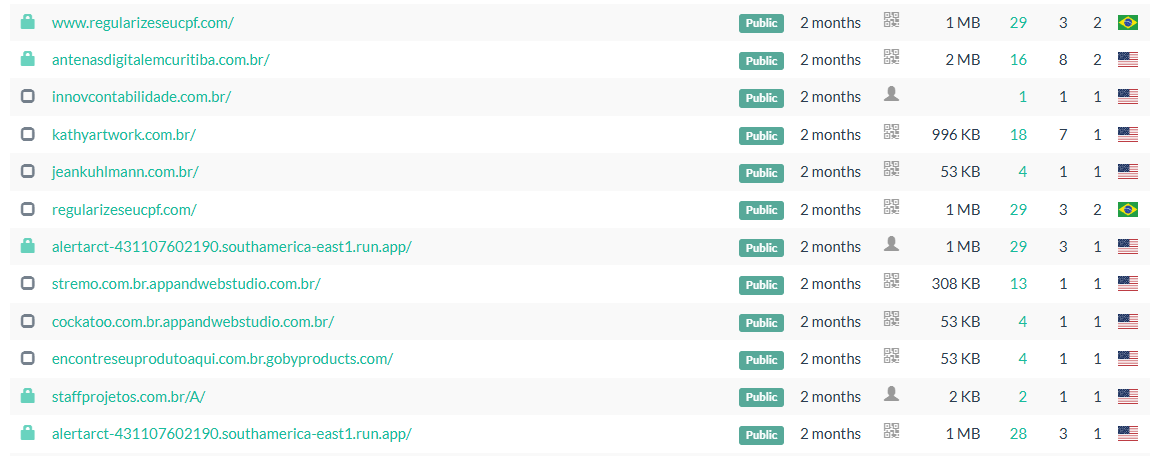 www.regularizeseucpf.com/ Public 2 months 1 MB 29 3 2
antenasdigitalemcuritiba.com.br/ Public 2 months 2 MB 16 8 2
innovcontabilidade.com.br/ Public 2 months 1 1 1
kathyartwork.com.br/ Public 2 months 996 KB 18 7 1
jeankuhlmann.com.br/ Public 2 months 53 KB 4 1 1
regularizeseucpf.com/ Public 2 months 1 MB 29 3 2
alertarct-431107602190.southamerica-east1.run.app/ Public 2 months 1 MB 29 3 1
stremo.com.br.appandwebstudio.com.br/ Public 2 months 308 KB 13 1 1
cockatoo.com.br.appandwebstudio.com.br/ Public 2 months 53 KB 4 1 1
encontreseuprodutoaqui.com.br.gobyproducts.com/ Public 2 months 53 KB 4 1 1
staffprojetos.com.br/A/ Public 2 months 2 KB 2 1 1
alertarct-431107602190.southamerica-east1.run.app/ Public 2 months 1 MB 28 3 1